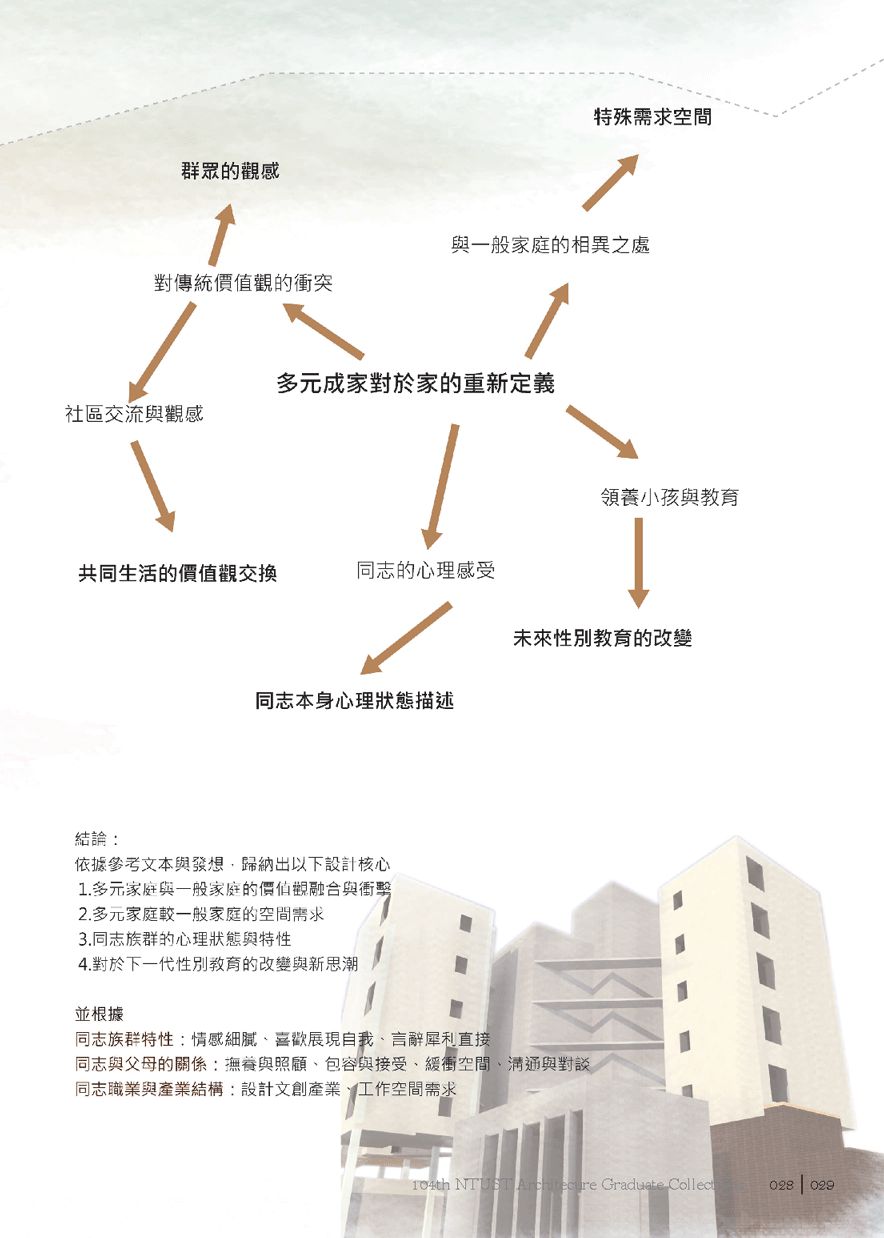 特殊需求空間
群眾的觀感
與一般家庭的相異之處
對傳統價值觀的衝突
多元成家對於家的重新定義
社區交流與觀感
領養小孩與教育
共同生活的價值觀交換
同志的心理感受
未來性別教育的改變
同志本身心理狀態描述
結論：
依據參考文本與發想，歸納出以下設計核心
1.多元家庭與一般家庭的價值觀融合與衝擊
2.多元家庭較一般家庭的空間需求
3.同志族群的心理狀態與特性
4.對於下一代性別教育的改變與新思潮
並根據
同志族群特性：情感細膩、喜歡展現自我、言辭犀利直接
同志與父母的關係：撫養與照顧、包容與接受、緩衝空間、溝通與對談
同志職業與產業結構：設計文創產業、工作空間需求
104th NTUST Architecure Graduate 028 | 029